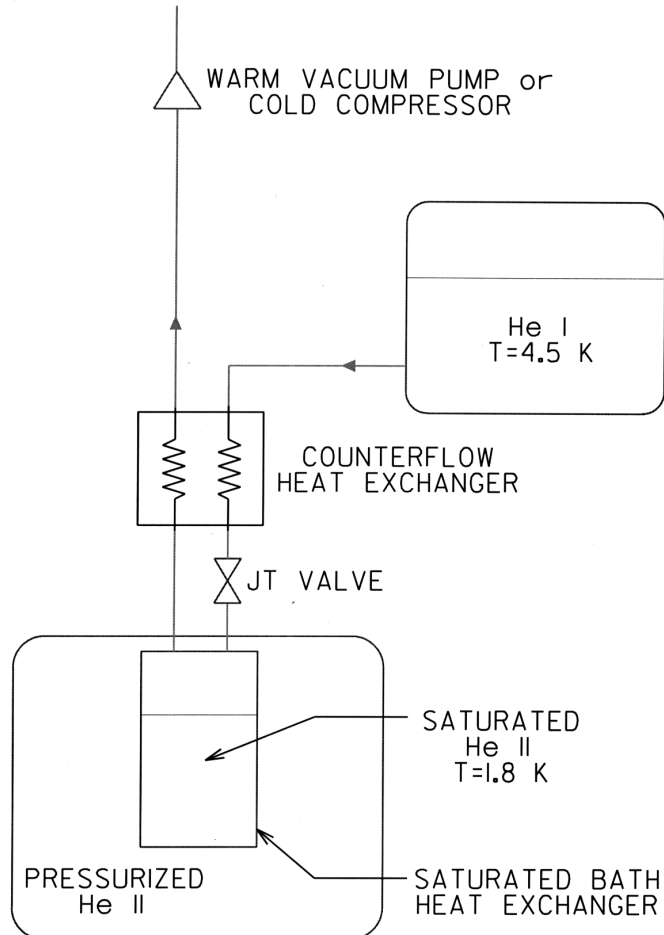 WARM VACUUM PUMP or
COLD COMPRESSOR
He I
T=4.5 K
COUNTERFLOW
HEAT EXCHANGER
JT VALVE
SATURATED
He II
T=1.8 K
PRESSURIZED
He II
SATURATED BATH
HEAT EXCHANGER